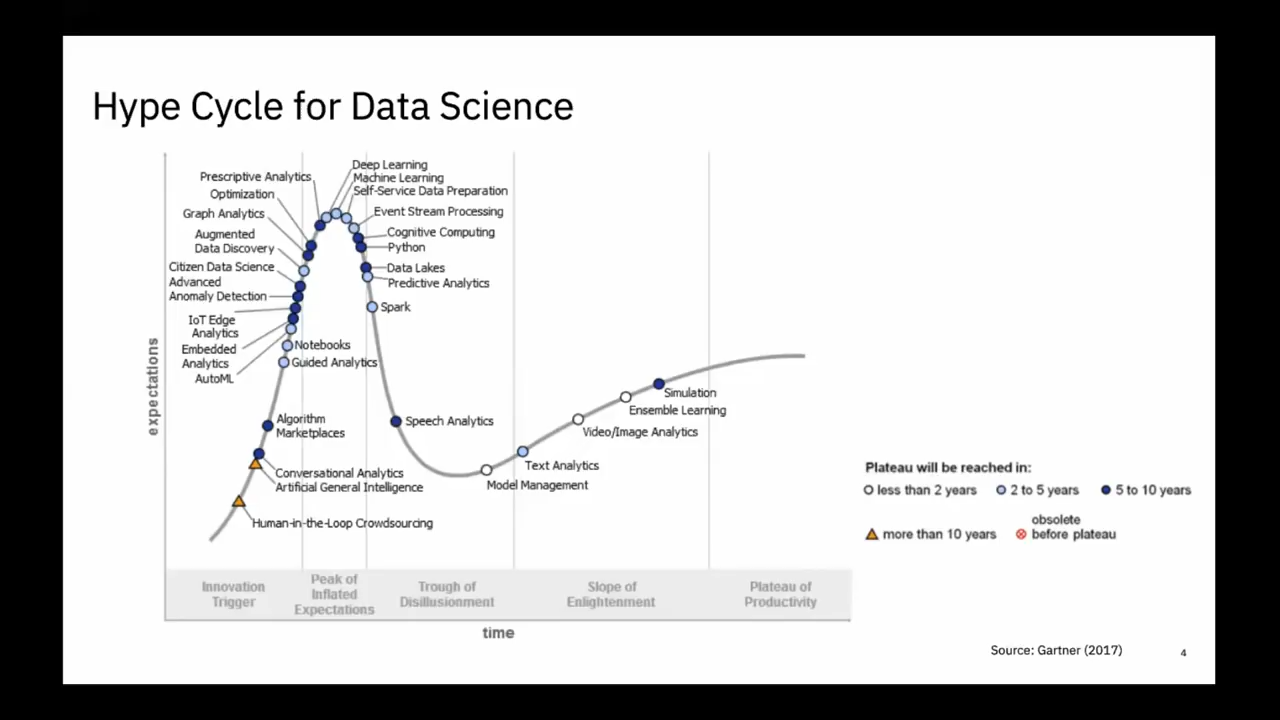 Hype Cycle for Data Science
Deep Learning
Prescriptive Analytics
Machine Learning
Optimization
Self-Service Data Preparation
Graph Analytics
Event Stream Processing
Augmented
Data Discovery
Cognitive Computing
Python
Citizen Data Science
Data Lakes
Advanced
Anomaly Detection
Predictive Analytics
Spark
IoT Edge
Analytics
Embedded
Analytics
AutoML
Notebooks
Guided Analytics
Algorithm
Marketplaces
Speech Analytics
Conversational Analytics
Artificial General Intelligence
Human-in-the-Loop Crowdsourcing
Simulation
Ensemble Learning
Video/Image Analytics
Text Analytics
Model Management
expectations
Plateau will be reached in:
less than 2 years
2 to 5 years
5 to 10 years
more than 10 years
obsolete
before plateau
Innovation
Trigger
Peak of
Inflated
Expectations
Trough of
Disillusionment
Slope of
Enlightenment
Plateau of
Productivity
time
Source: Gartner (2017)
4